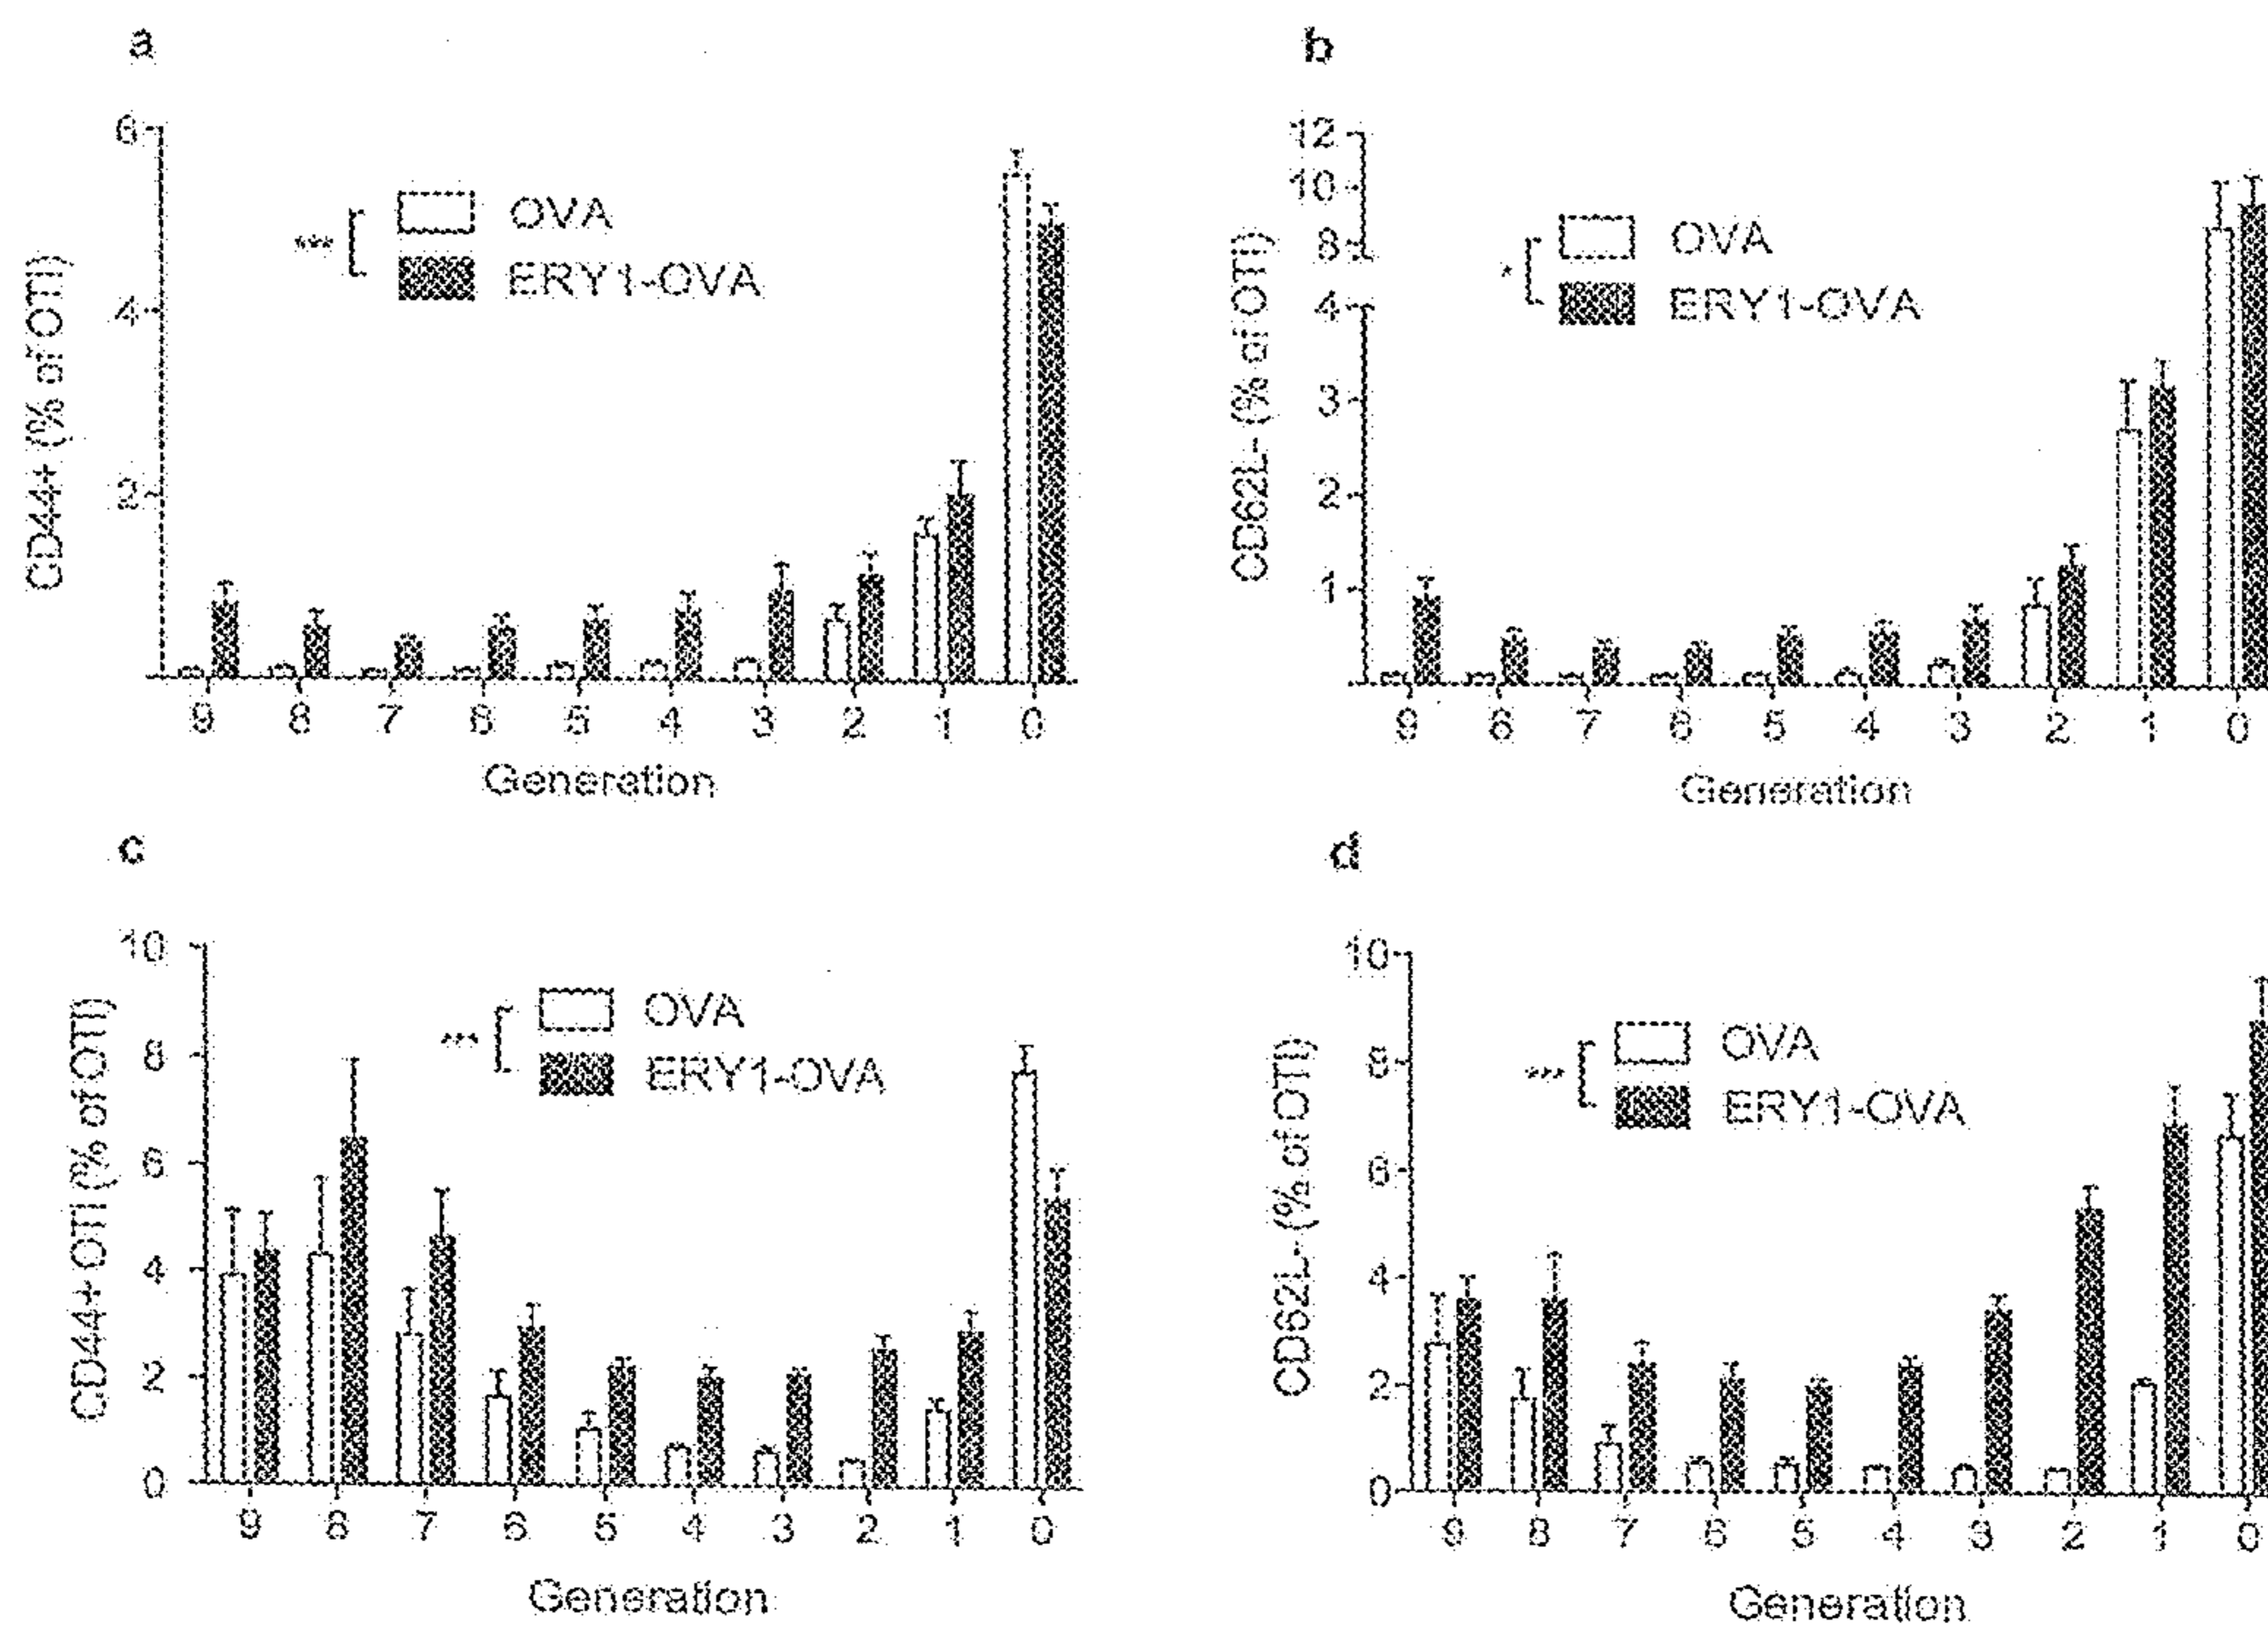 a
6
4
2
CD44+ (% of OTI)
*** OVA
ERY1-OVA
9 8 7 6 5 4 3 2 1 0
Generation
b
12
10
8
4
3
2
1
CD62L- (% of OTI)
* OVA
ERY1-OVA
9 8 7 6 5 4 3 2 1 0
Generation
c
10
8
6
4
2
0
CD44+ OTI (% of OTI)
*** OVA
ERY1-OVA
9 8 7 6 5 4 3 2 1 0
Generation
d
10
8
6
4
2
0
CD62L- (% of OTI)
*** OVA
ERY1-OVA
9 8 7 6 5 4 3 2 1 0
Generation